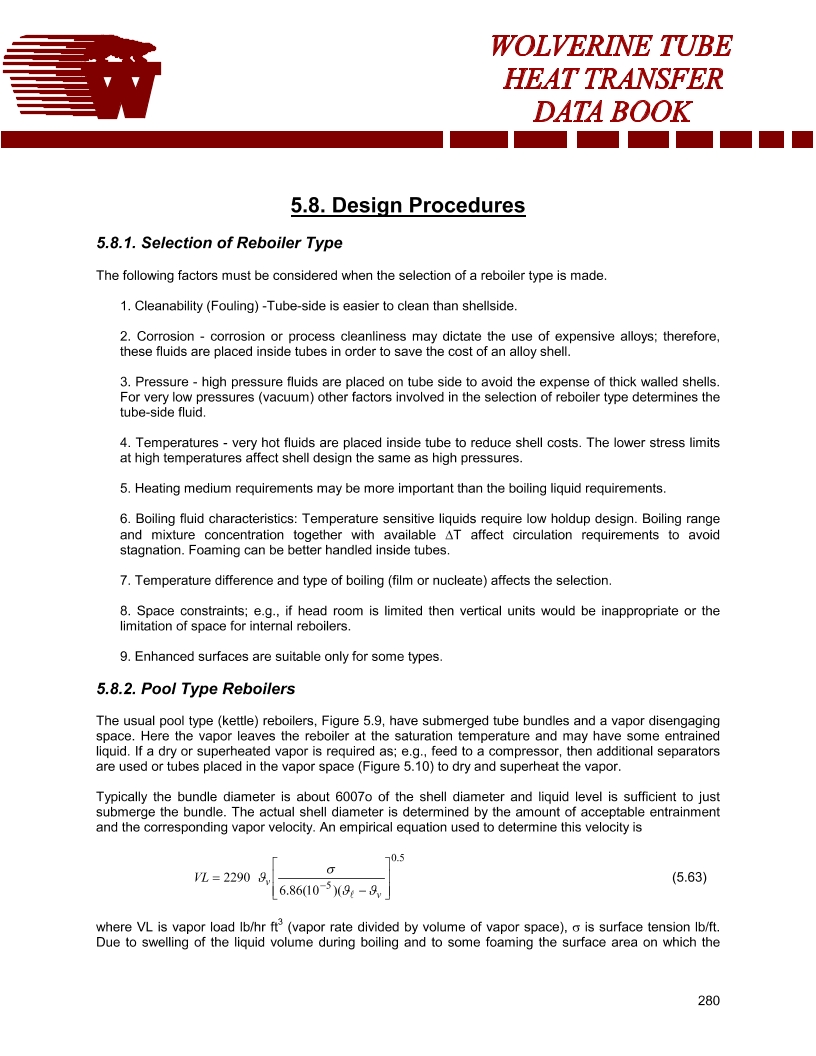 W
WOLVERINE TUBE
HEAT TRANSFER
DATA BOOK
5.8. Design Procedures
5.8.1. Selection of Reboiler Type
The following factors must be considered when the selection of a reboiler type is made.
1. Cleanability (Fouling) -Tube-side is easier to clean than shellside.
2. Corrosion - corrosion or process cleanliness may dictate the use of expensive alloys; therefore,
these fluids are placed inside tubes in order to save the cost of an alloy shell.
3. Pressure - high pressure fluids are placed on tube side to avoid the expense of thick walled shells.
For very low pressures (vacuum) other factors involved in the selection of reboiler type determines the
tube-side fluid.
4. Temperatures - very hot fluids are placed inside tube to reduce shell costs. The lower stress limits
at high temperatures affect shell design the same as high pressures.
5. Heating medium requirements may be more important than the boiling liquid requirements.
6. Boiling fluid characteristics: Temperature sensitive liquids require low holdup design. Boiling range
and mixture concentration together with available ∆T affect circulation requirements to avoid
stagnation. Foaming can be better handled inside tubes.
7. Temperature difference and type of boiling (film or nucleate) affects the selection.
8. Space constraints; e.g., if head room is limited then vertical units would be inappropriate or the
limitation of space for internal reboilers.
9. Enhanced surfaces are suitable only for some types.
5.8.2. Pool Type Reboilers
The usual pool type (kettle) reboilers, Figure 5.9, have submerged tube bundles and a vapor disengaging
space. Here the vapor leaves the reboiler at the saturation temperature and may have some entrained
liquid. If a dry or superheated vapor is required as; e.g., feed to a compressor, then additional separators
are used or tubes placed in the vapor space (Figure 5.10) to dry and superheat the vapor.
Typically the bundle diameter is about 6007o of the shell diameter and liquid level is sufficient to just
submerge the bundle. The actual shell diameter is determined by the amount of acceptable entrainment
and the corresponding vapor velocity. An empirical equation used to determine this velocity is
VL = 2290 ϑᵥ [ σ / 6.86(10⁻⁵)(ϑ_ℓ − ϑᵥ ]^0.5 (5.63)
where VL is vapor load lb/hr ft³ (vapor rate divided by volume of vapor space), σ is surface tension lb/ft.
Due to swelling of the liquid volume during boiling and to some foaming the surface area on which the
280